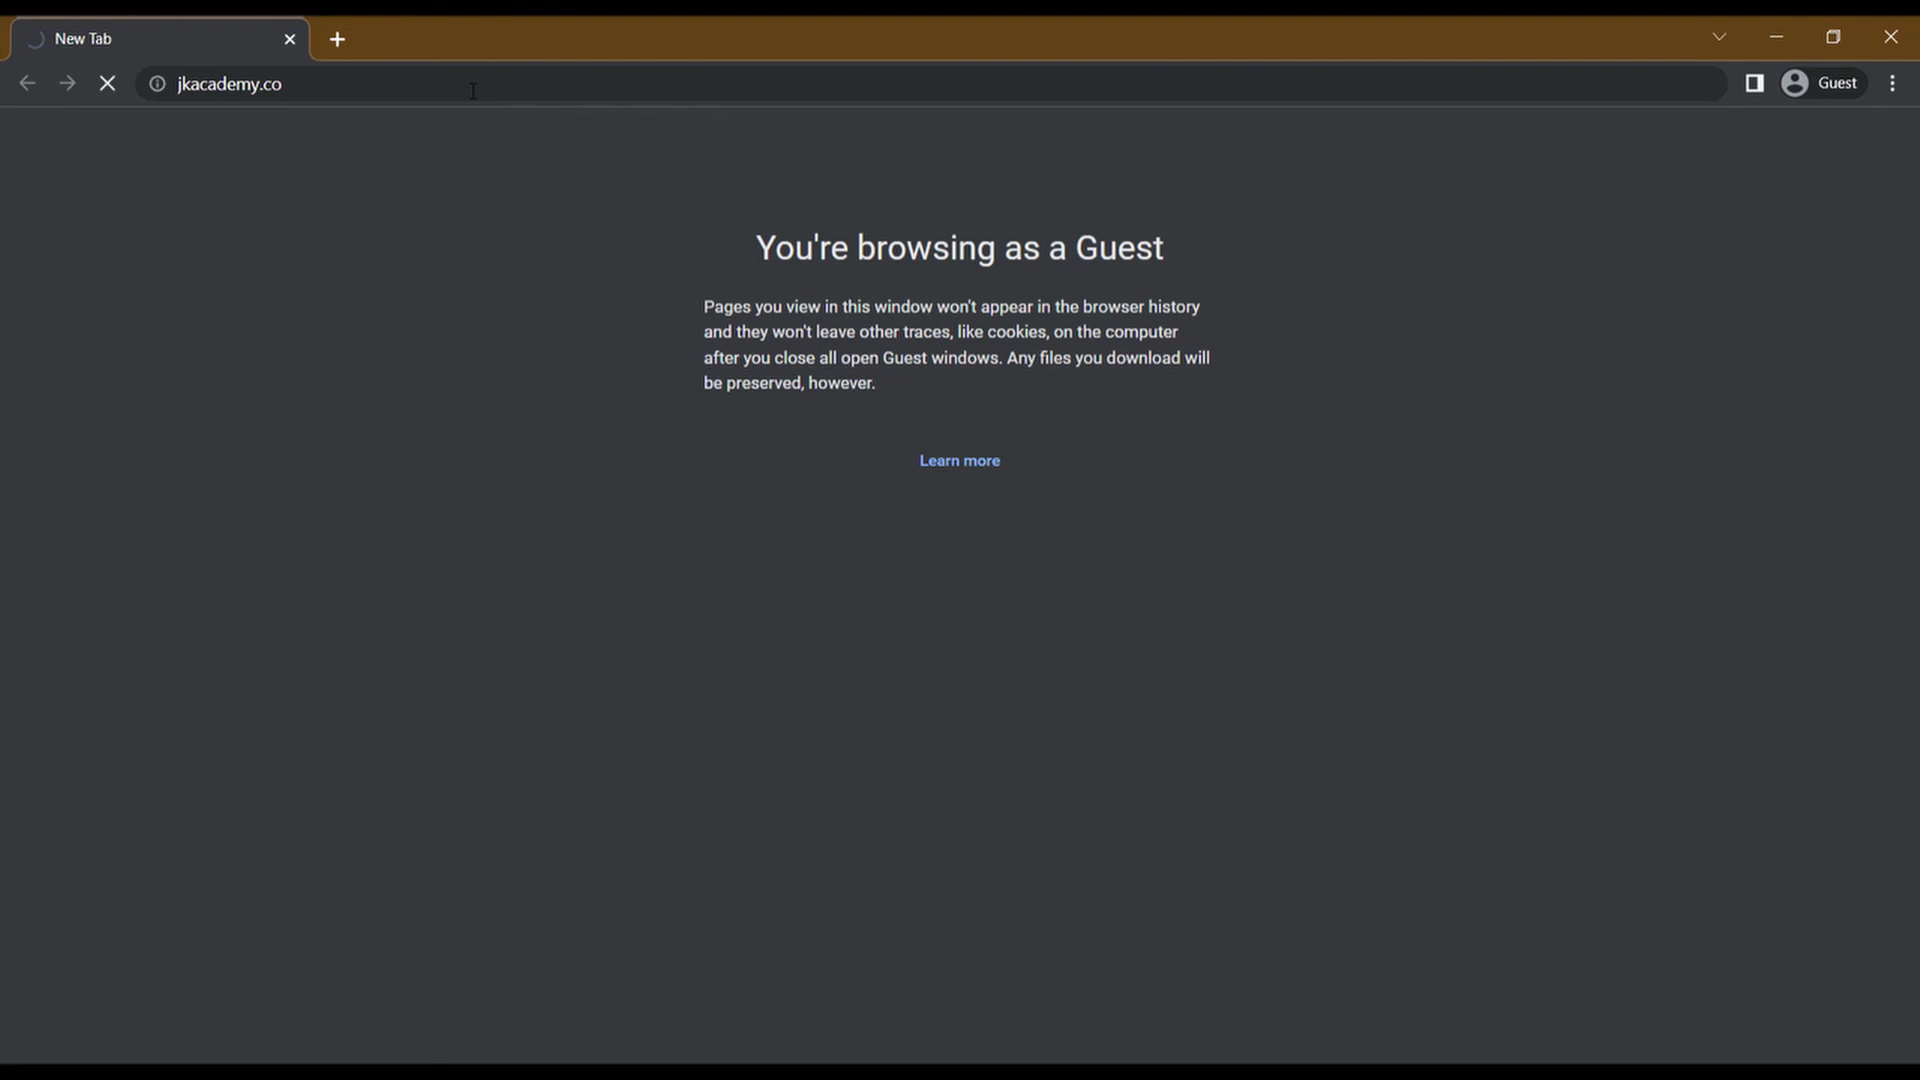 New Tab
jkacademy.co
Guest
You're browsing as a Guest
Pages you view in this window won't appear in the browser history
and they won't leave other traces, like cookies, on the computer
after you close all open Guest windows. Any files you download will
be preserved, however.
Learn more